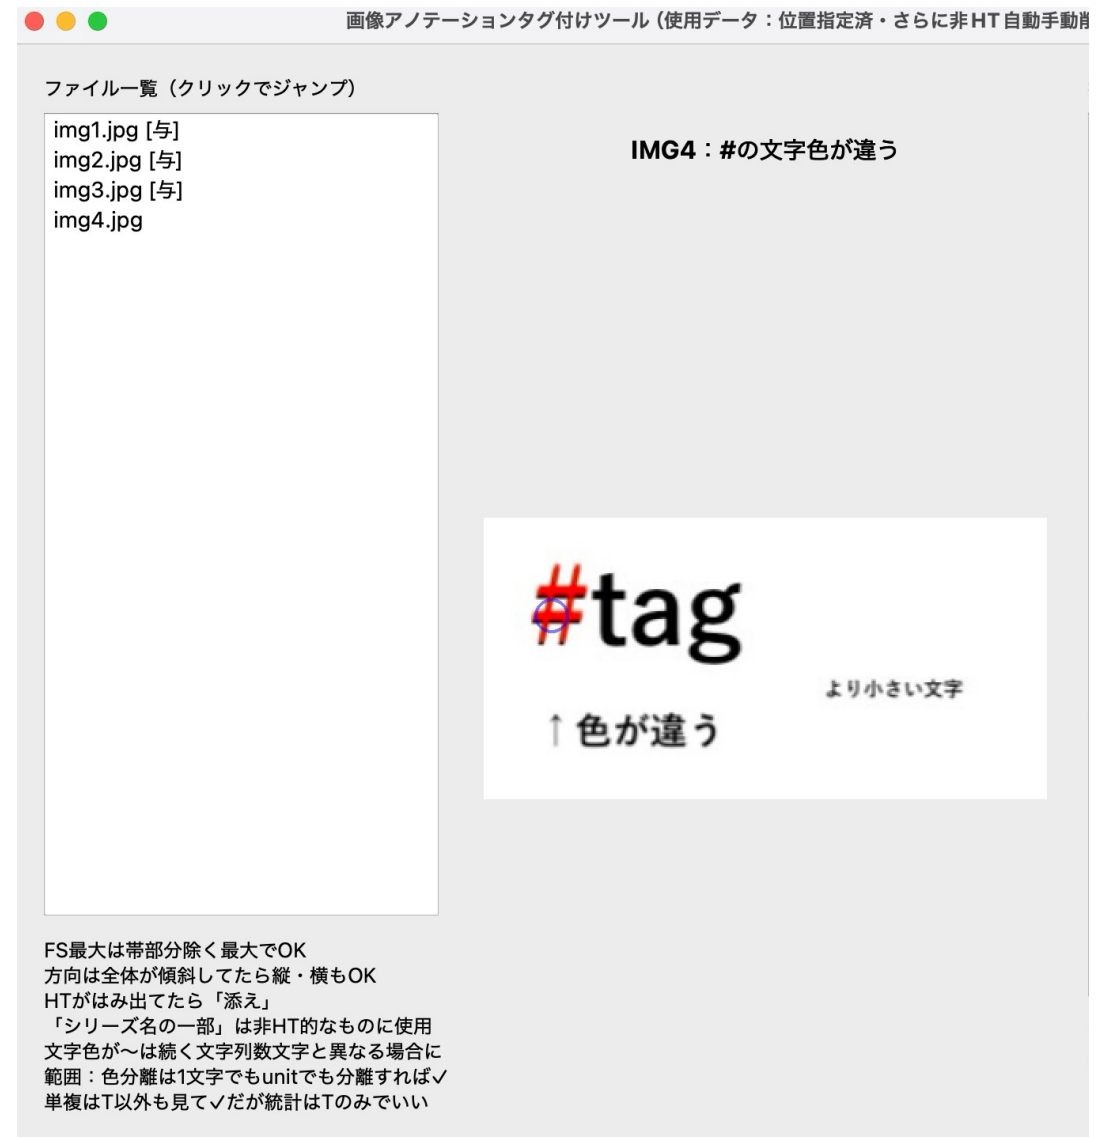 画像アノテーションタグ付けツール (使用データ：位置指定済・さらに非HT自動手動削
ファイル一覧（クリックでジャンプ）
img1.jpg [与]
img2.jpg [与]
img3.jpg [与]
img4.jpg
IMG4：#の文字色が違う
#tag
より小さい文字
↑色が違う
FS最大は帯部分除く最大でOK
方向は全体が傾斜してたら縦・横もOK
HTがはみ出てたら「添え」
「シリーズ名の一部」は非HT的なものに使用
文字色が～は続く文字列数文字と異なる場合に
範囲：色分離は1文字でもunitでも分離すれば✓
単複はT以外も見て✓だが統計はTのみでいい